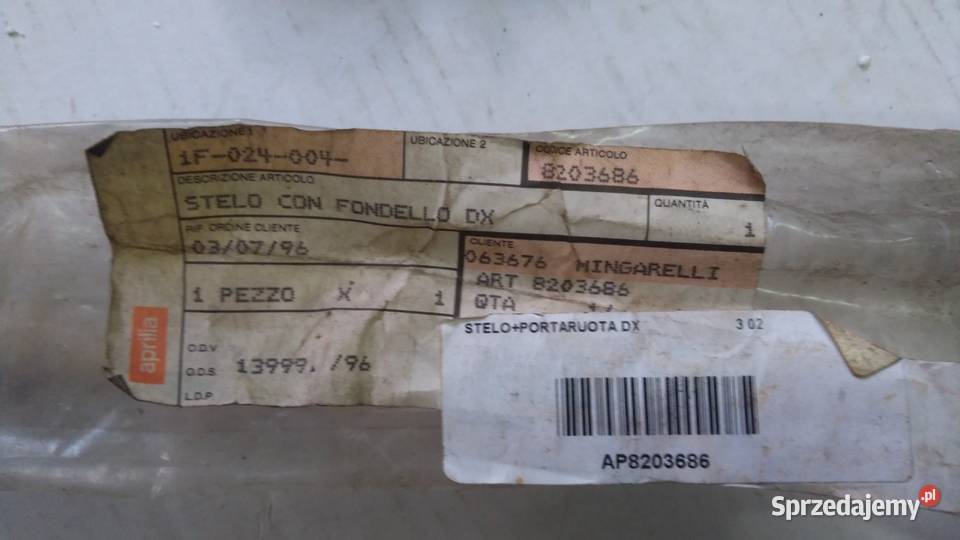 UBICAZIONE 1
UBICAZIONE 2
CODICE ARTICOLO
1F-024-004-
8203686
DESCRIZIONE ARTICOLO
STELO CON FONDELLO DX
QUANTITÀ
1
RIF. ORDINE CLIENTE
03/07/96
CLIENTE
063676 MINGARELLI
ART 8203686
QTA
1 PEZZO X 1
aprilia
O.D.V.
O.D.S.
13999. /96
L.D.P.
STELO+PORTARUOTA DX 3 02
AP8203686
Sprzedajemy.pl